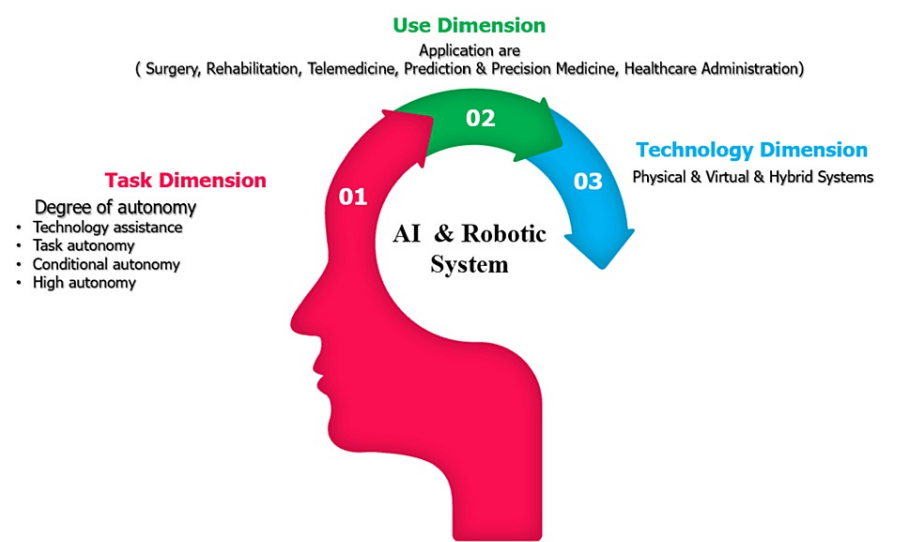 Use Dimension
Application are
( Surgery, Rehabilitation, Telemedicine, Prediction & Precision Medicine, Healthcare Administration)
02
Technology Dimension
Physical & Virtual & Hybrid Systems
03
Task Dimension
01
Degree of autonomy
• Technology assistance
• Task autonomy
• Conditional autonomy
• High autonomy
AI & Robotic
System